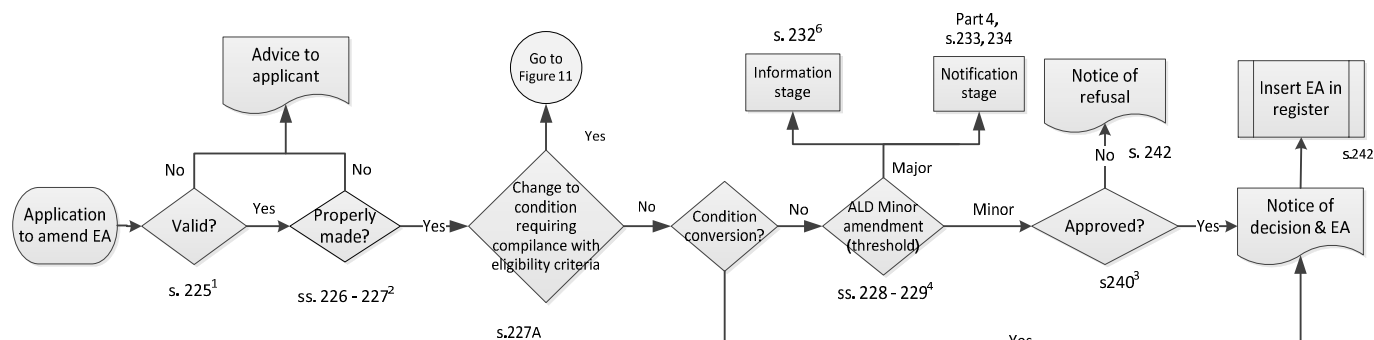 Advice to
applicant
Go to
Figure 11
s. 232⁶
Information
stage
Part 4,
s.233, 234
Notification
stage
Notice of
refusal
Insert EA in
register
No
No
Yes
Major
No
s. 242
s.242
Application
to amend EA
Valid?
Yes
Properly
made?
Yes
Change to
condition
requiring
compilance with
eligibility criteria
No
Condition
conversion?
No
ALD Minor
amendment
(threshold)
Minor
Approved?
Yes
Notice of
decision & EA
s. 225¹
ss. 226 - 227²
s.227A
ss. 228 - 229⁴
s240³
Yes